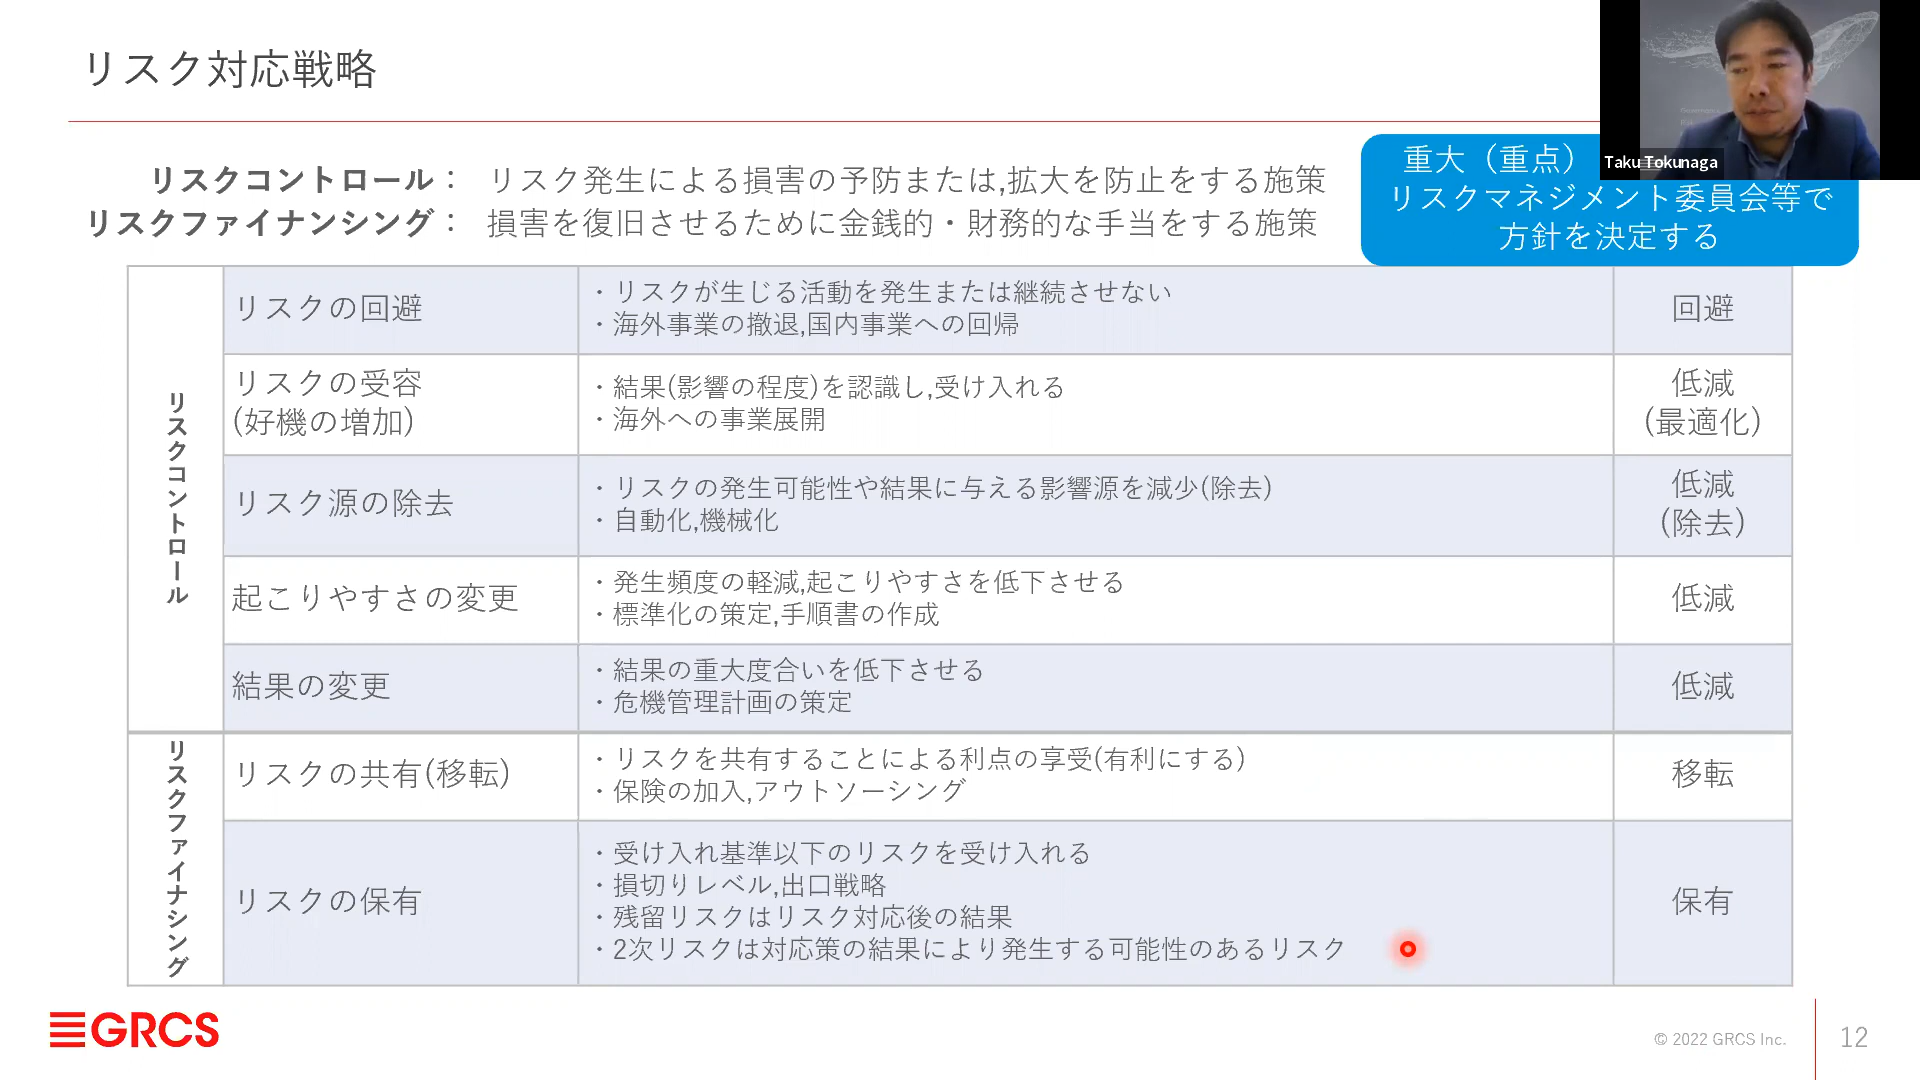 リスク対応戦略
Taku Tokunaga
リスクコントロール： リスク発生による損害の予防または,拡大を防止をする施策
リスクファイナンシング： 損害を復旧させるために金銭的・財務的な手当をする施策
重大（重点）
リスクマネジメント委員会等で
方針を決定する
リスクコントロール
リスクの回避
・リスクが生じる活動を発生または継続させない
・海外事業の撤退,国内事業への回帰
回避
リスクの受容
(好機の増加)
・結果(影響の程度)を認識し,受け入れる
・海外への事業展開
低減
(最適化)
リスク源の除去
・リスクの発生可能性や結果に与える影響源を減少(除去)
・自動化,機械化
低減
(除去)
起こりやすさの変更
・発生頻度の軽減,起こりやすさを低下させる
・標準化の策定,手順書の作成
低減
結果の変更
・結果の重大度合いを低下させる
・危機管理計画の策定
低減
リスクファイナシング
リスクの共有(移転)
・リスクを共有することによる利点の享受(有利にする)
・保険の加入,アウトソーシング
移転
リスクの保有
・受け入れ基準以下のリスクを受け入れる
・損切りレベル,出口戦略
・残留リスクはリスク対応後の結果
・2次リスクは対応策の結果により発生する可能性のあるリスク
保有
GRCS
© 2022 GRCS Inc.
12